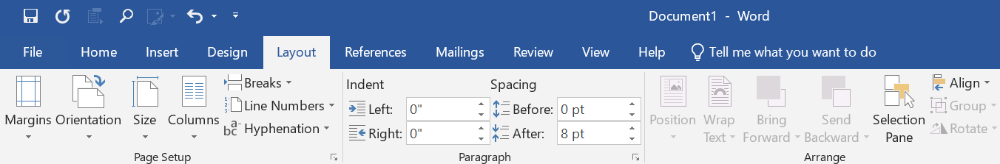 Document1 - Word
File Home Insert Design Layout References Mailings Review View Help Tell me what you want to do
Margins Orientation Size Columns
Breaks
Line Numbers
Hyphenation
Page Setup
Indent Spacing
Left: 0" Before: 0 pt
Right: 0" After: 8 pt
Paragraph
Position
Wrap
Text
Bring
Forward
Send
Backward
Selection
Pane
Align
Group
Rotate
Arrange